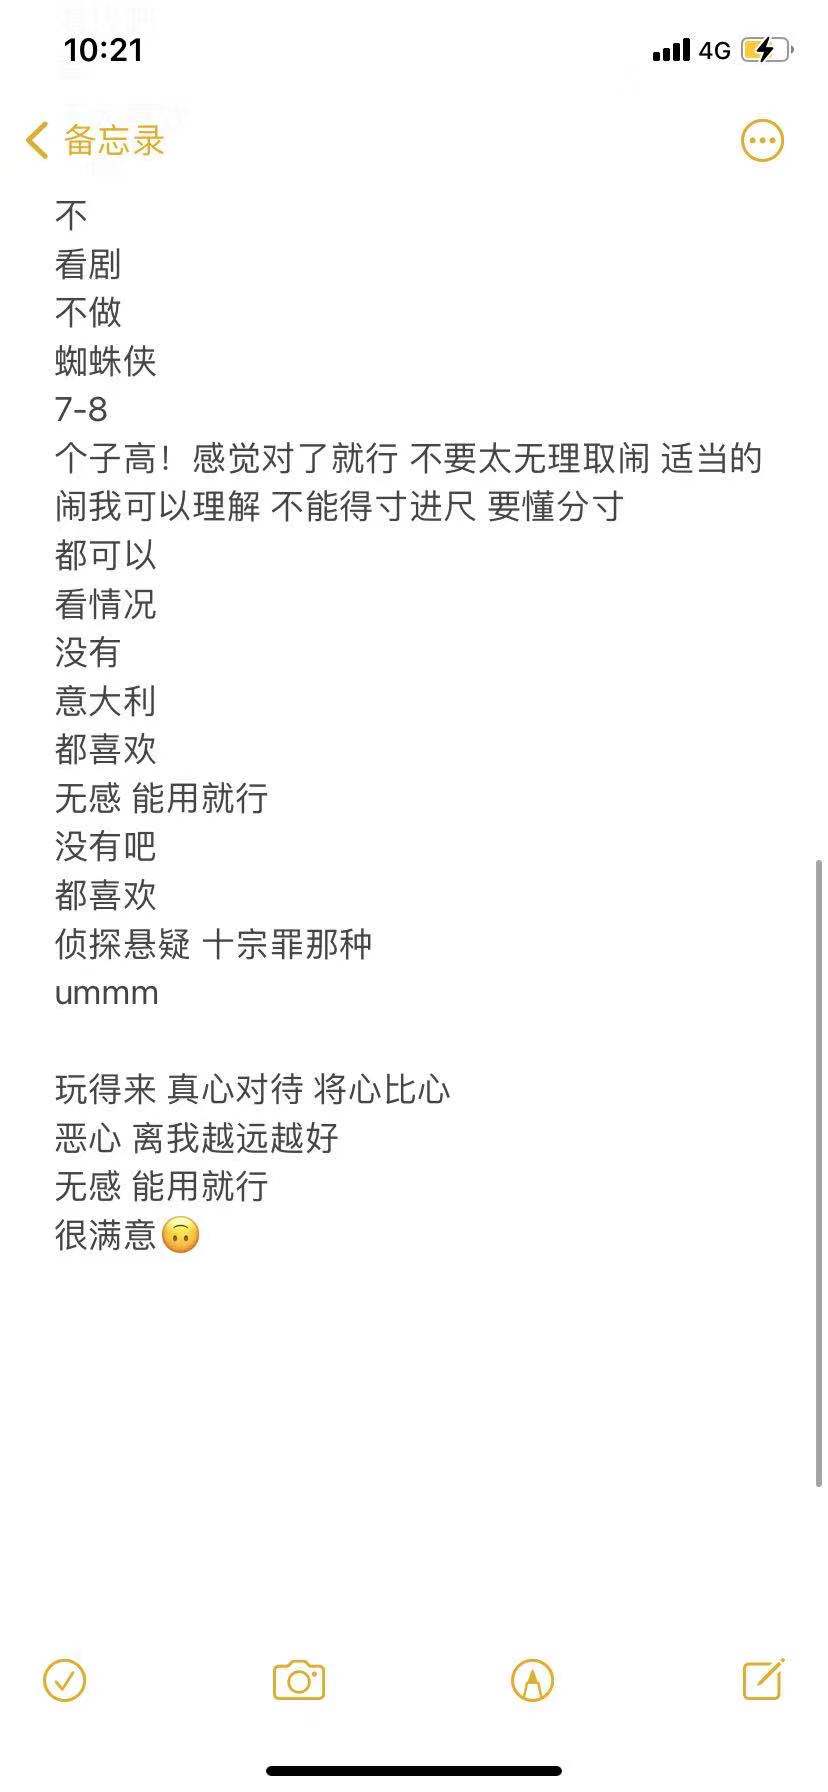 10:21
4G
备忘录
不
看剧
不做
蜘蛛侠
7-8
个子高！感觉对了就行 不要太无理取闹 适当的
闹我可以理解 不能得寸进尺 要懂分寸
都可以
看情况
没有
意大利
都喜欢
无感 能用就行
没有吧
都喜欢
侦探悬疑 十宗罪那种
ummm
玩得来 真心对待 将心比心
恶心 离我越远越好
无感 能用就行
很满意🙃